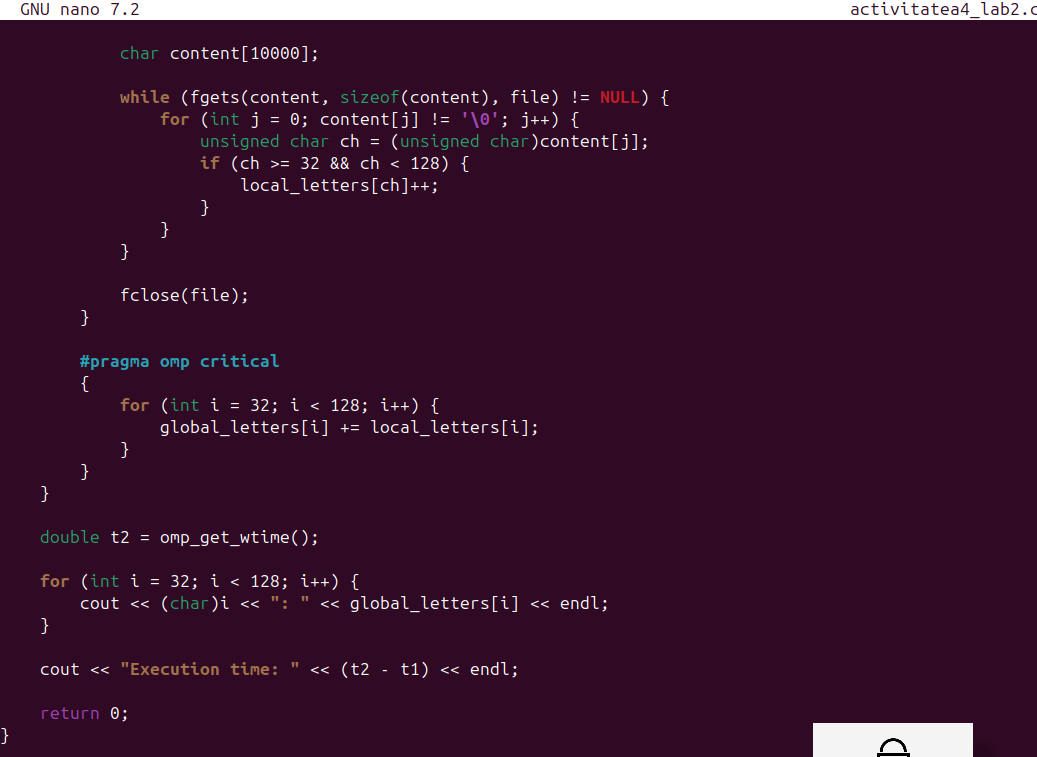 GNU nano 7.2 activitatea4_lab2.c
char content[10000];
while (fgets(content, sizeof(content), file) != NULL) {
for (int j = 0; content[j] != '\0'; j++) {
unsigned char ch = (unsigned char)content[j];
if (ch >= 32 && ch < 128) {
local_letters[ch]++;
}
}
}
fclose(file);
}
#pragma omp critical
{
for (int i = 32; i < 128; i++) {
global_letters[i] += local_letters[i];
}
}
}
double t2 = omp_get_wtime();
for (int i = 32; i < 128; i++) {
cout << (char)i << ": " << global_letters[i] << endl;
}
cout << "Execution time: " << (t2 - t1) << endl;
return 0;
}